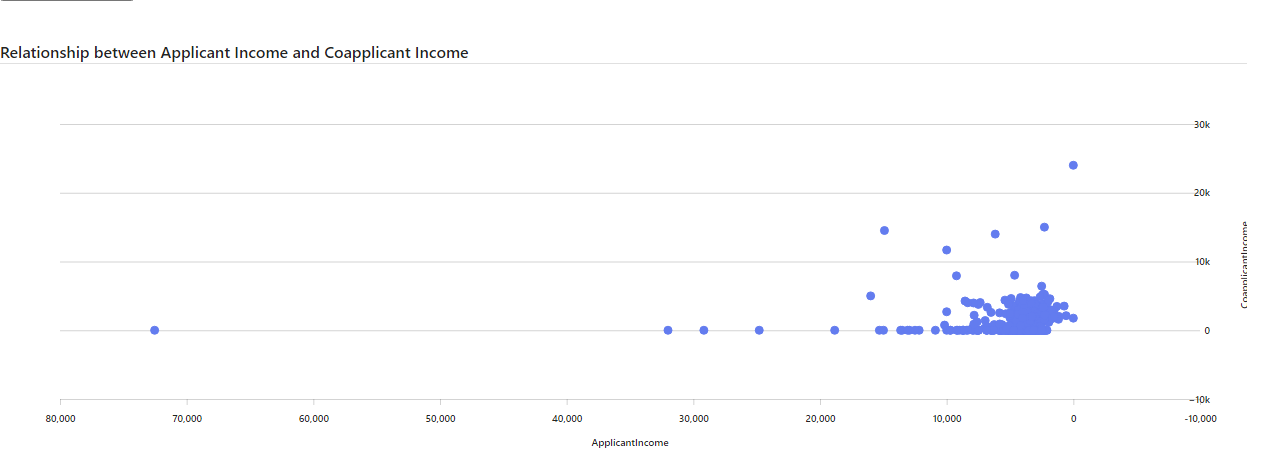 Relationship between Applicant Income and Coapplicant Income
30k
20k
10k
0
-10k
CoapplicantIncome
80,000 70,000 60,000 50,000 40,000 30,000 20,000 10,000 0 -10,000
ApplicantIncome